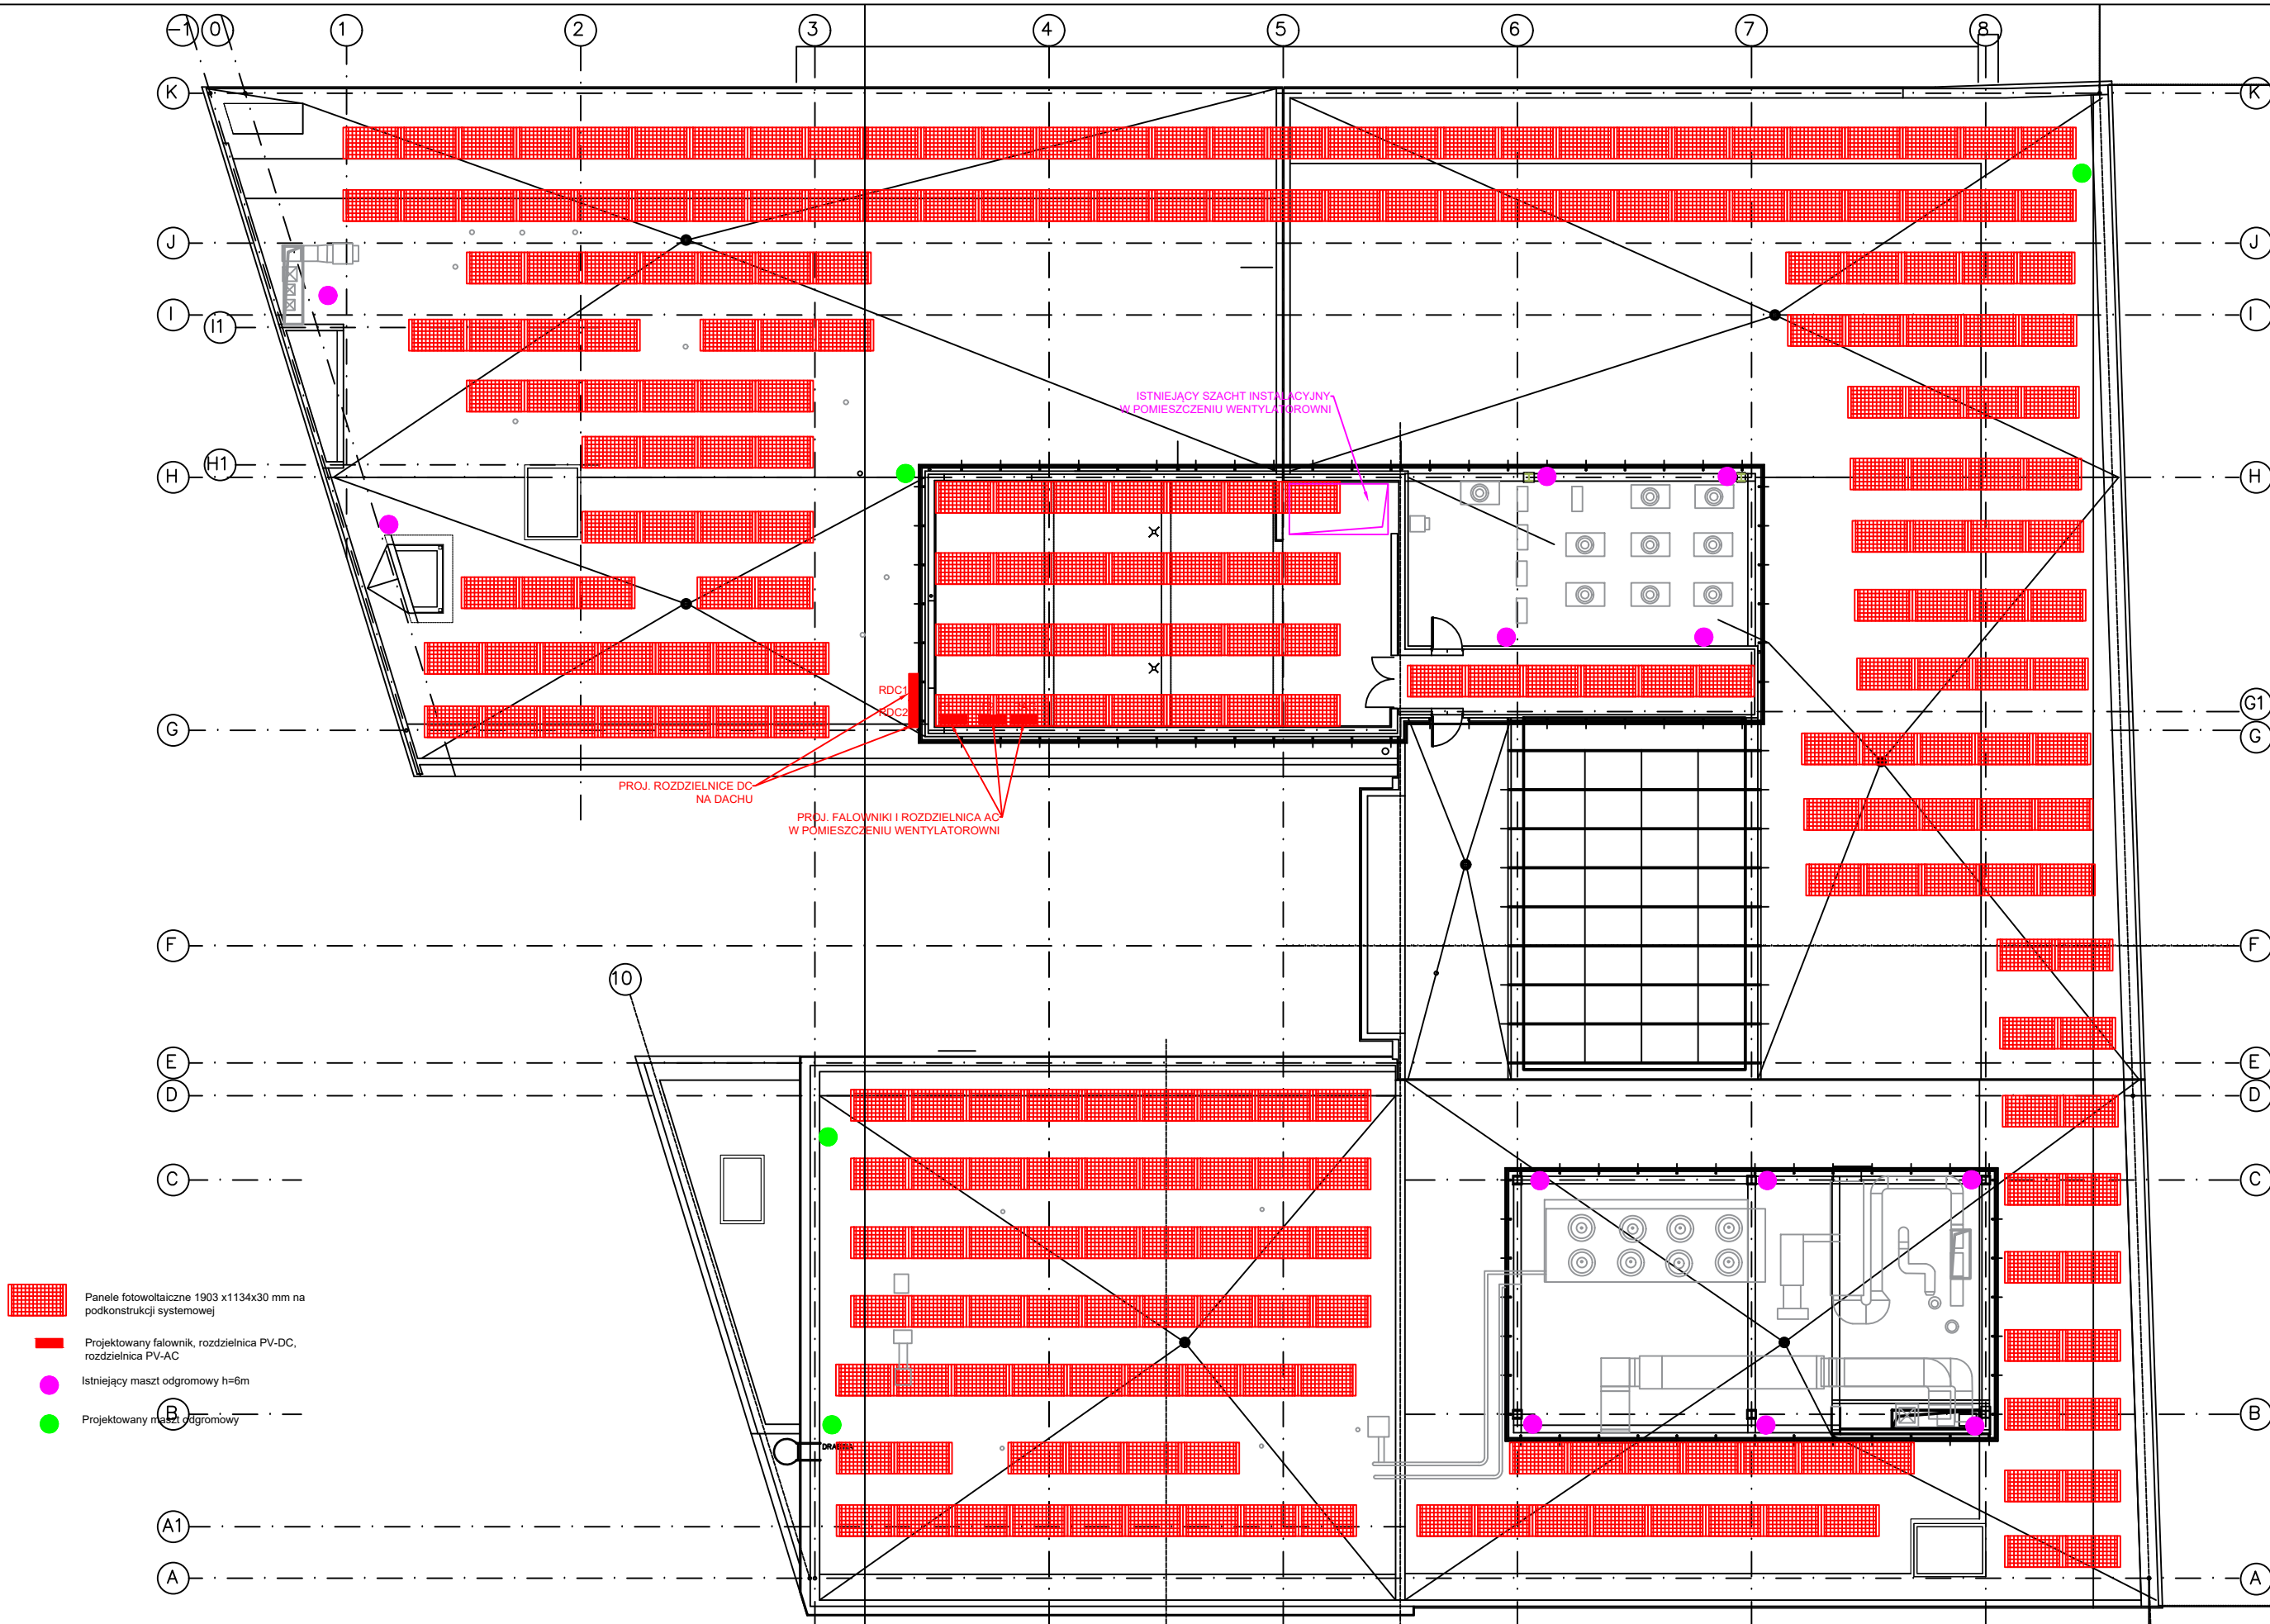 -1 0 1 2 3 4 5 6 7 8
K K
J J
I I
I1
ISTNIEJĄCY SZACHT INSTALACYJNY
W POMIESZCZENIU WENTYLATOROWNI
H1
H H
RDC1
G1
RDC2
G G
PROJ. ROZDZIELNICE DC
NA DACHU
PROJ. FALOWNIKI I ROZDZIELNICA AC
W POMIESZCZENIU WENTYLATOROWNI
F F
10
E E
D D
C C
Panele fotowoltaiczne 1903 x1134x30 mm na
podkonstrukcji systemowej
Projektowany falownik, rozdzielnica PV-DC,
rozdzielnica PV-AC
Istniejący maszt odgromowy h=6m
B B
Projektowany maszt odgromowy
A1
A A